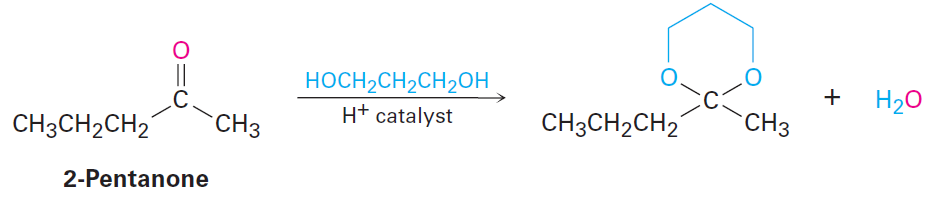 O
C
CH₃CH₂CH₂ CH₃
2-Pentanone
HOCH₂CH₂CH₂OH
H⁺ catalyst
O O
C
CH₃CH₂CH₂ CH₃
+ H₂O